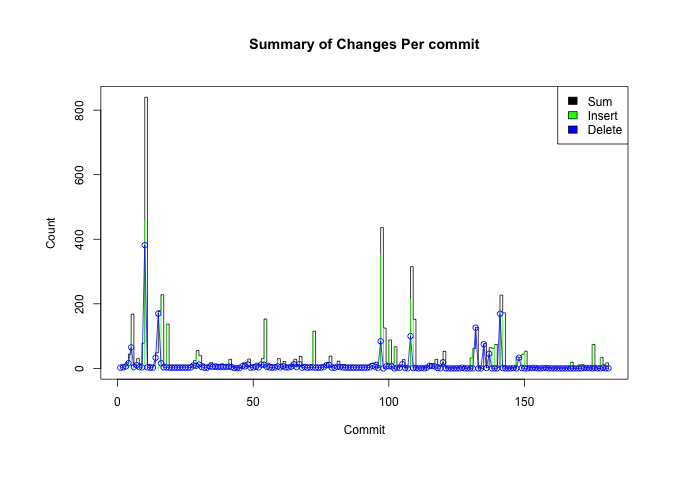 Summary of Changes Per commit
Sum
Insert
Delete
Count
800
600
400
200
0
0 50 100 150
Commit